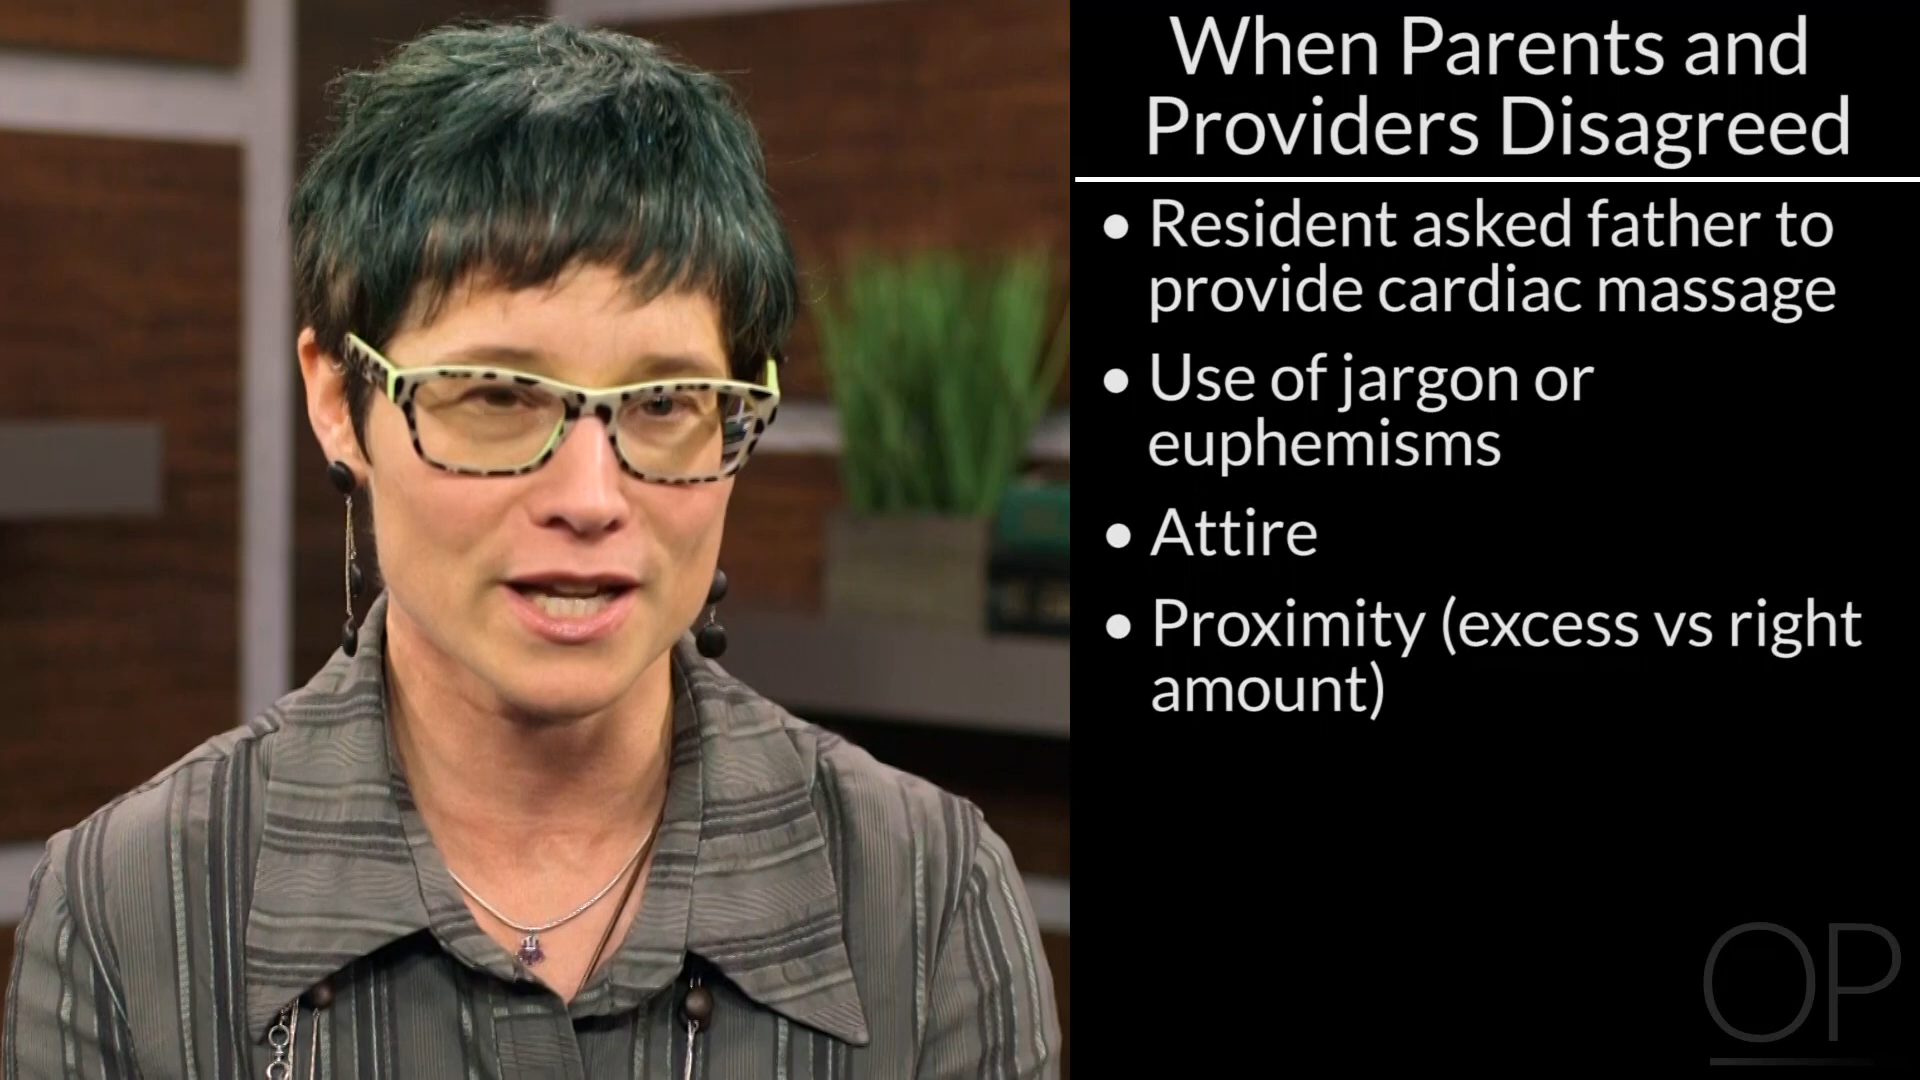 When Parents and
Providers Disagreed
• Resident asked father to
provide cardiac massage
• Use of jargon or
euphemisms
• Attire
• Proximity (excess vs right
amount)
OP